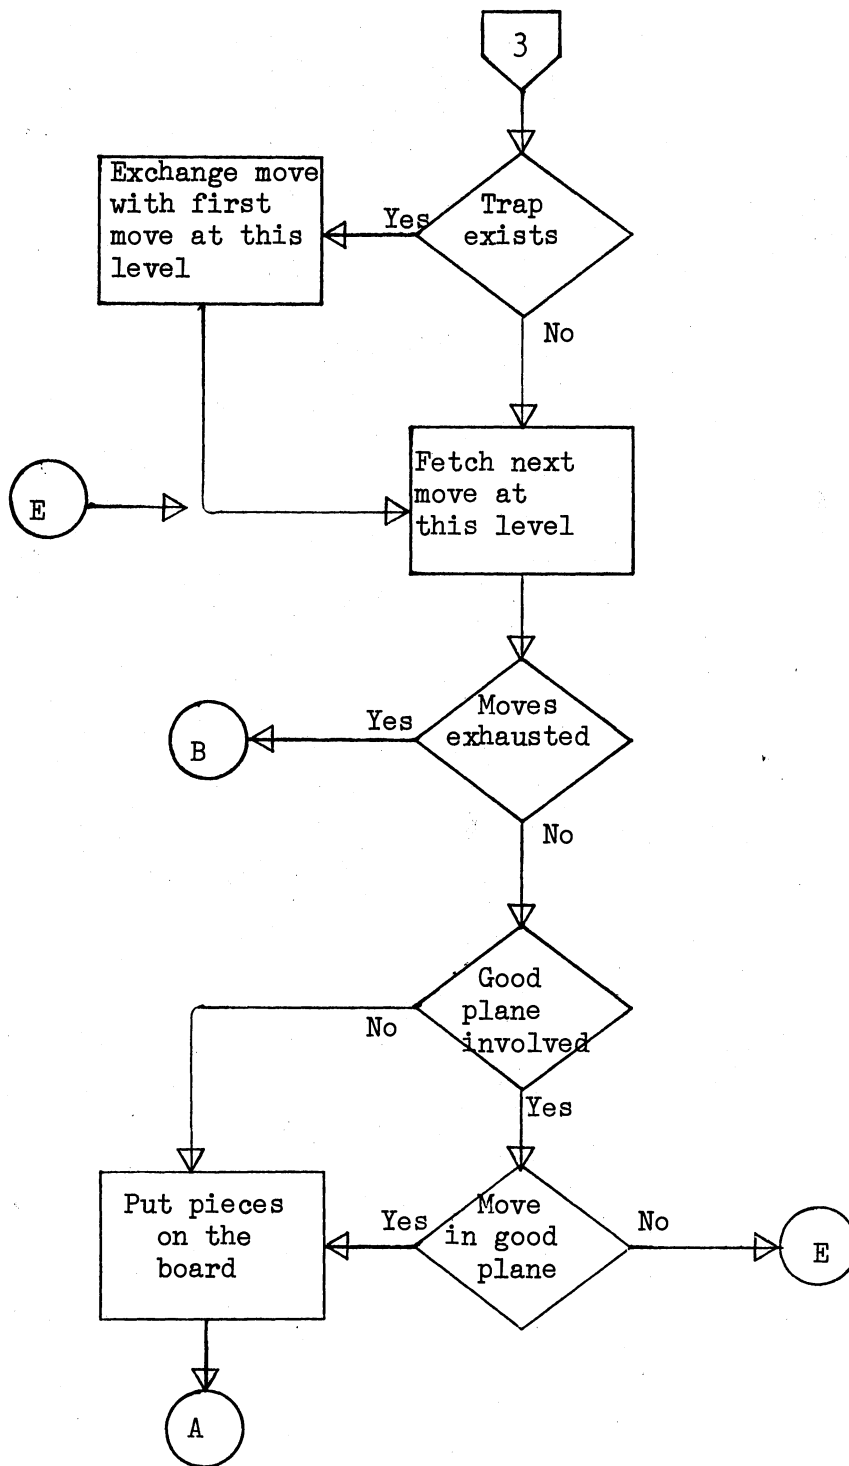 3
Exchange move
with first
move at this
level
Yes
Trap
exists
No
Fetch next
move at
this level
E
Yes
Moves
exhausted
B
No
Good
plane
involved
No
Yes
Put pieces
on the
board
Yes
Move
in good
plane
No
E
A